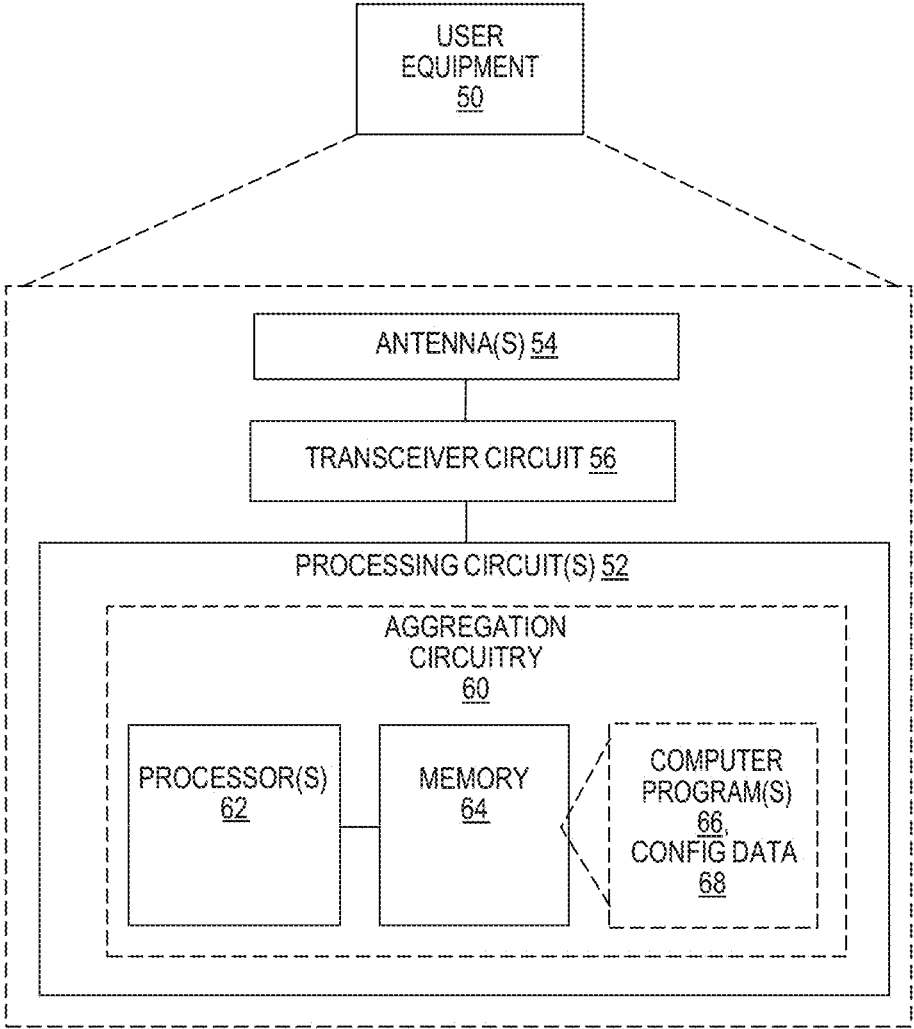 USER
EQUIPMENT
50
ANTENNA(S) 54
TRANSCEIVER CIRCUIT 56
PROCESSING CIRCUIT(S) 52
AGGREGATION
CIRCUITRY
60
PROCESSOR(S)
62
MEMORY
64
COMPUTER
PROGRAM(S)
66,
CONFIG DATA
68